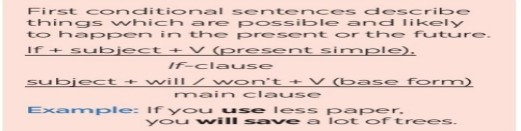 First conditional sentences describe
things which are possible and likely
to happen in the present or the future.
If + subject + V (present simple),
If-clause
subject + will / won't + V (base form)
main clause
Example: If you use less paper,
you will save a lot of trees.